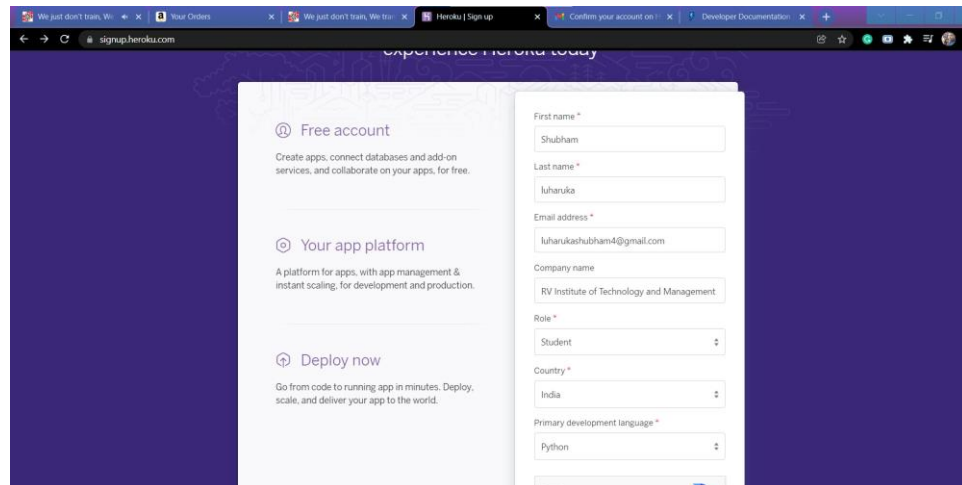 We just don't train, We
Your Orders
We just don't train, We trai
Heroku | Sign up
Confirm your account on H
Developer Documentation
signup.heroku.com
experience Heroku today
Free account
Create apps, connect databases and add-on
services, and collaborate on your apps, for free.
Your app platform
A platform for apps, with app management &
instant scaling, for development and production.
Deploy now
Go from code to running app in minutes. Deploy,
scale, and deliver your app to the world.
First name *
Shubham
Last name *
luharuka
Email address *
luharukashubham4@gmail.com
Company name
RV Institute of Technology and Management
Role *
Student
Country *
India
Primary development language *
Python